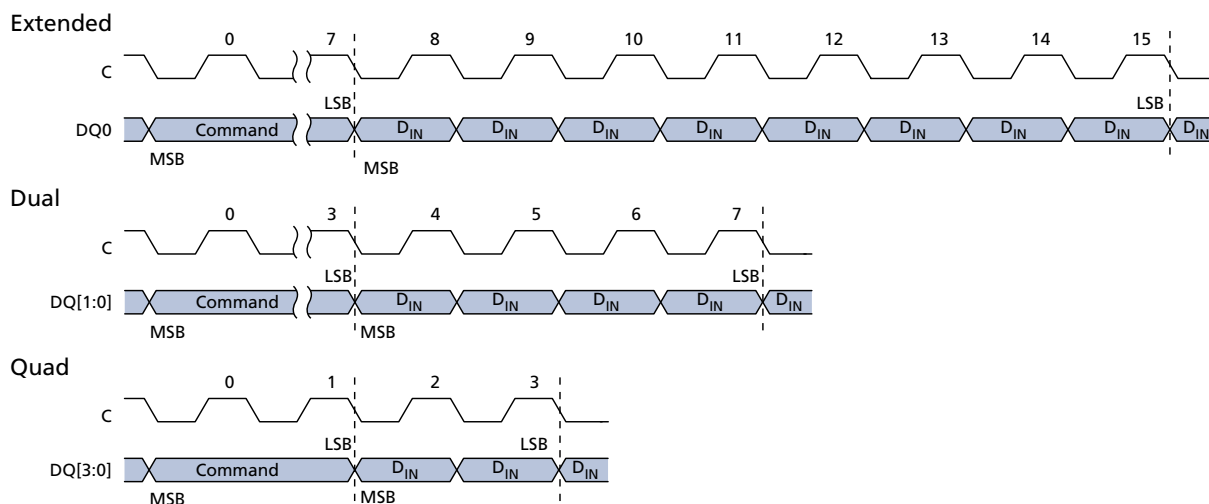 Extended
0 7 8 9 10 11 12 13 14 15
C
LSB LSB
DQ0 Command DIN DIN DIN DIN DIN DIN DIN DIN DIN
MSB MSB
Dual
0 3 4 5 6 7
C
LSB LSB
DQ[1:0] Command DIN DIN DIN DIN DIN
MSB MSB
Quad
0 1 2 3
C
LSB LSB
DQ[3:0] Command DIN DIN DIN
MSB MSB